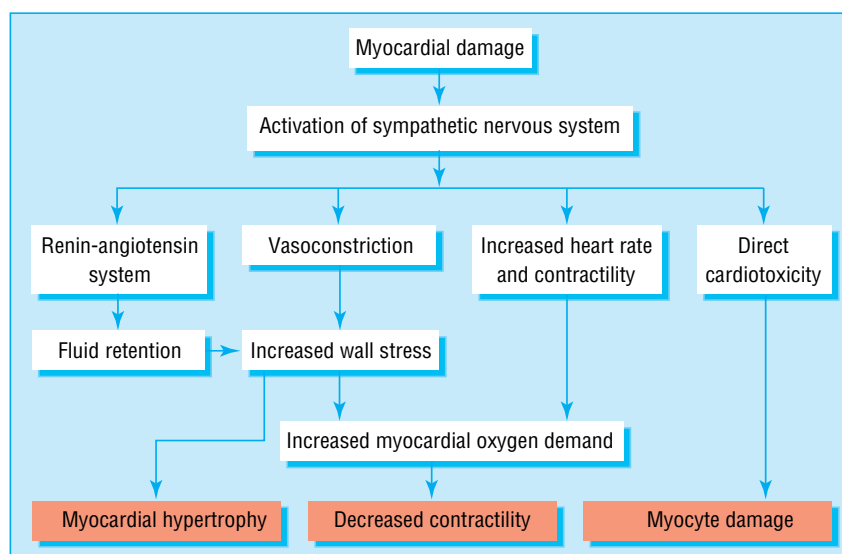 Myocardial damage
Activation of sympathetic nervous system
Renin-angiotensin
system
Vasoconstriction
Increased heart rate
and contractility
Direct
cardiotoxicity
Fluid retention
Increased wall stress
Increased myocardial oxygen demand
Myocardial hypertrophy
Decreased contractility
Myocyte damage